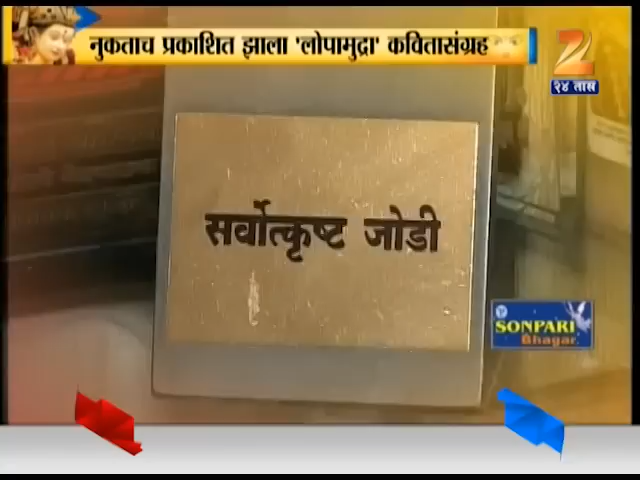 नुकताच प्रकाशित झाला 'लोपामुद्रा' कवितासंग्रह
२४ तास
सर्वोत्कृष्ट जोडी
SONPARI
Bhagar